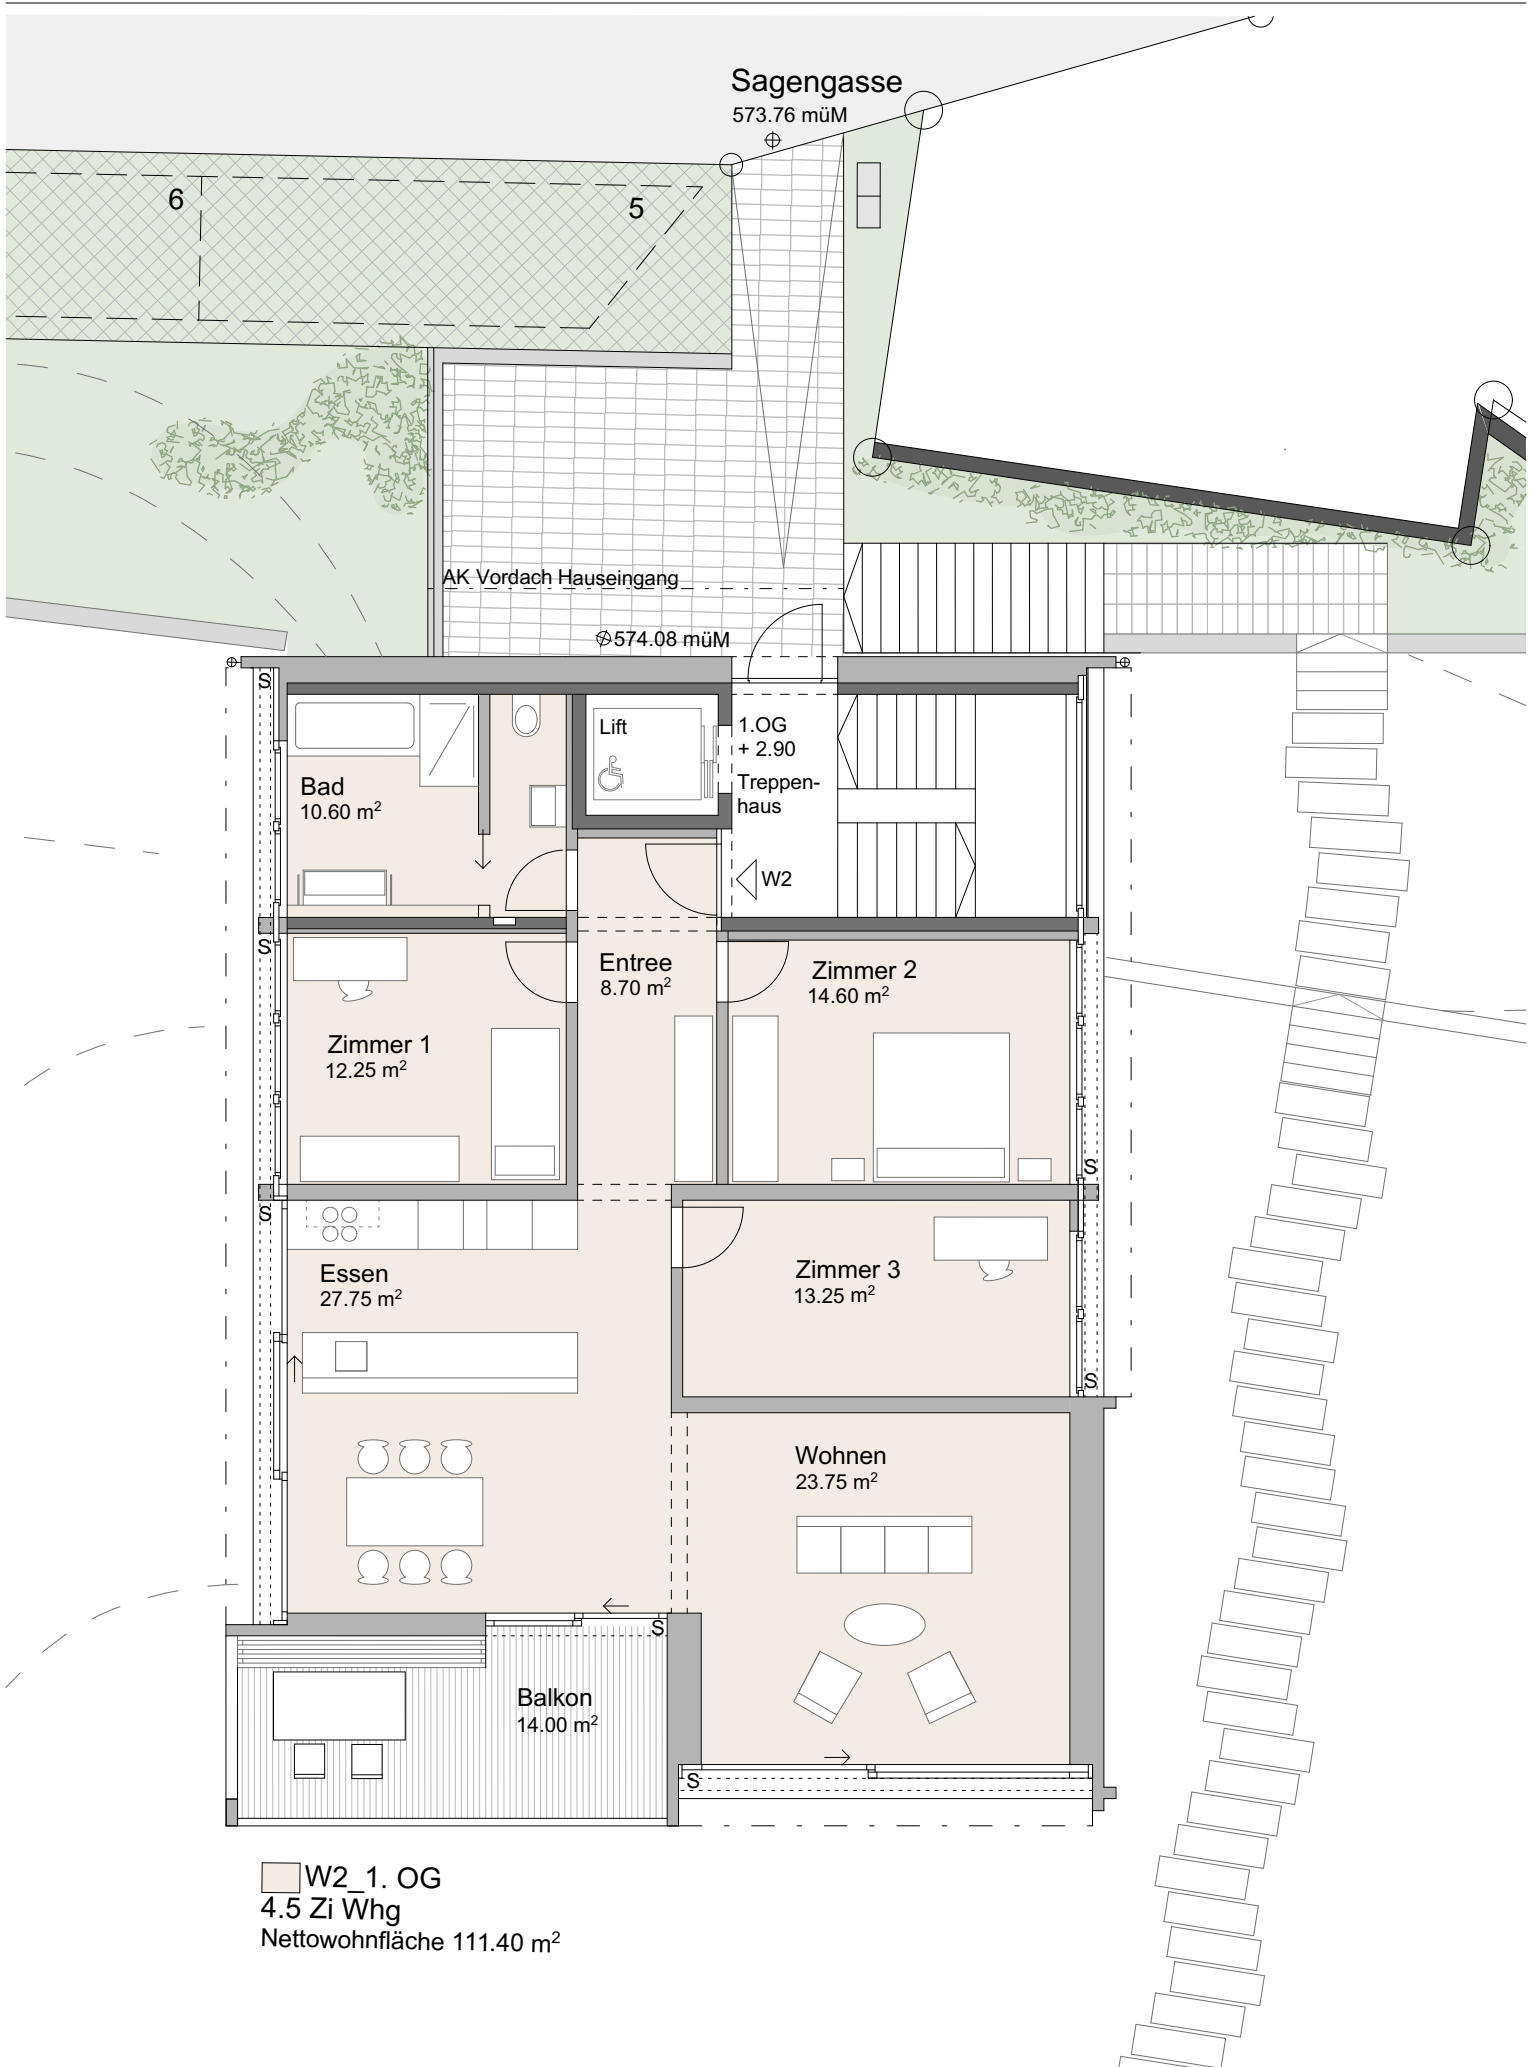 Sagengasse
573.76 müM
6
5
AK Vordach Hauseingang
574.08 müM
S
Lift
1.OG
+ 2.90
Treppen-
haus
Bad
10.60 m²
W2
S
Entree
8.70 m²
Zimmer 2
14.60 m²
Zimmer 1
12.25 m²
S
S
Essen
27.75 m²
Zimmer 3
13.25 m²
S
Wohnen
23.75 m²
S
Balkon
14.00 m²
S
W2_1. OG
4.5 Zi Whg
Nettowohnfläche 111.40 m²